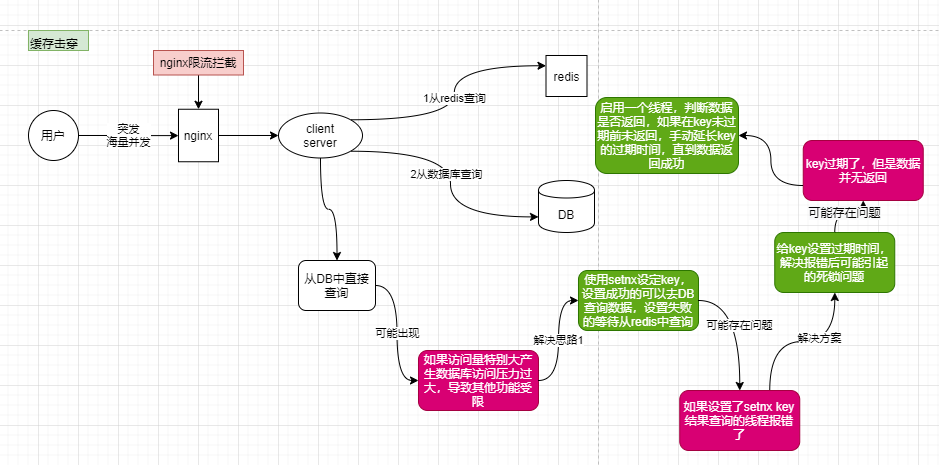 缓存击穿
nginx限流拦截
用户
突发
海量并发
nginx
client
server
1从redis查询
redis
2从数据库查询
DB
从DB中直接
查询
可能出现
如果访问量特别大产
生数据库访问压力过
大，导致其他功能受
限
解决思路1
使用setnx设定key，
设置成功的可以去DB
查询数据，设置失败
的等待从redis中查询
可能存在问题
如果设置了setnx key
结果查询的线程报错
了
解决方案
给key设置过期时间，
解决报错后可能引起
的死锁问题
可能存在问题
key过期了，但是数据
并无返回
启用一个线程，判断数据
是否返回，如果在key未过
期前未返回，手动延长key
的过期时间，直到数据返
回成功